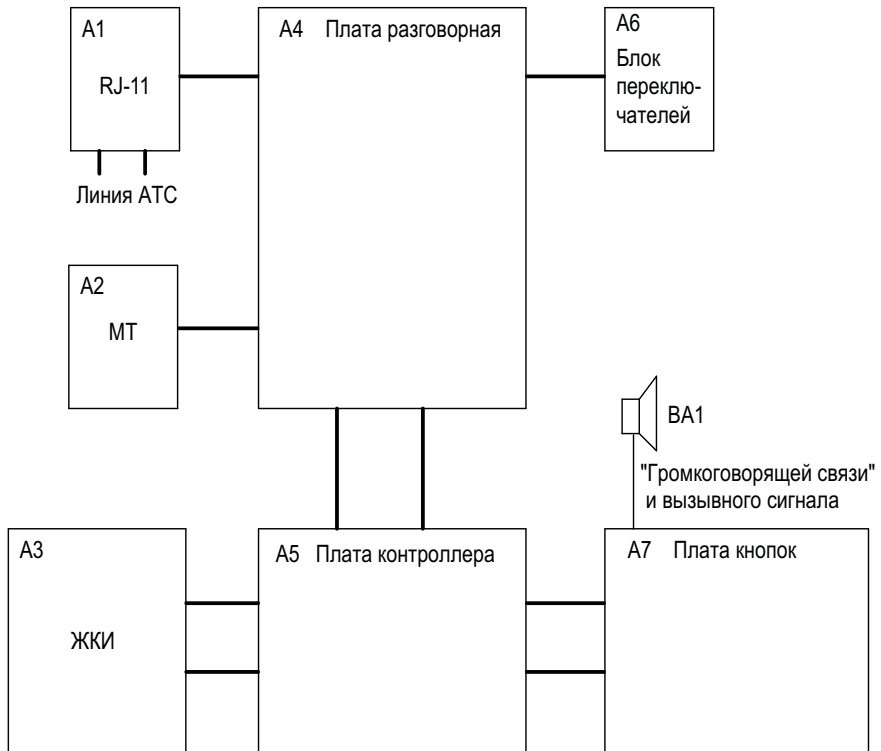 A1
RJ-11
Линия АТС
A4 Плата разговорная
A6
Блок
переклю-
чателей
A2
МТ
BA1
"Громкоговорящей связи"
и вызывного сигнала
A3
ЖКИ
A5 Плата контроллера
A7 Плата кнопок